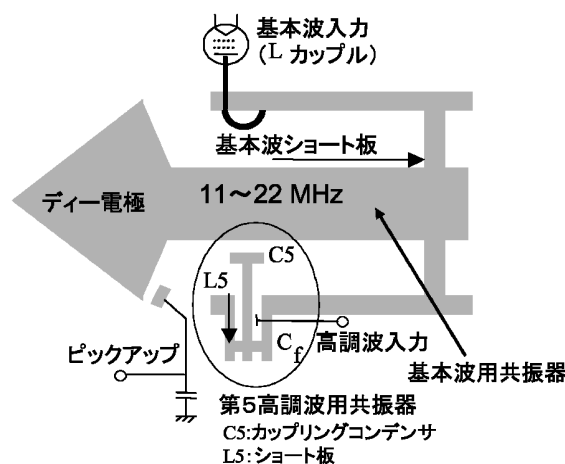 基本波入力
(L カップル)
基本波ショート板
ディー電極
11～22 MHz
C5
L5
Cf
高調波入力
ピックアップ
基本波用共振器
第5高調波用共振器
C5:カップリングコンデンサ
L5:ショート板